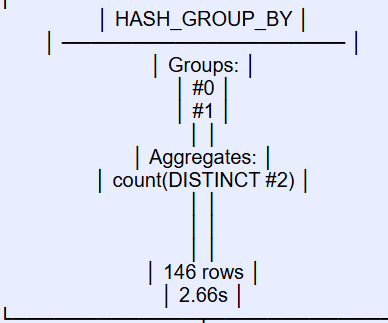 │ HASH_GROUP_BY │
│ ──────────────────── │
│ Groups: │
│ #0 │
│ #1 │
│ │
│ Aggregates: │
│ count(DISTINCT #2) │
│ │
│ │
│ │
│ 146 rows │
│ 2.66s │